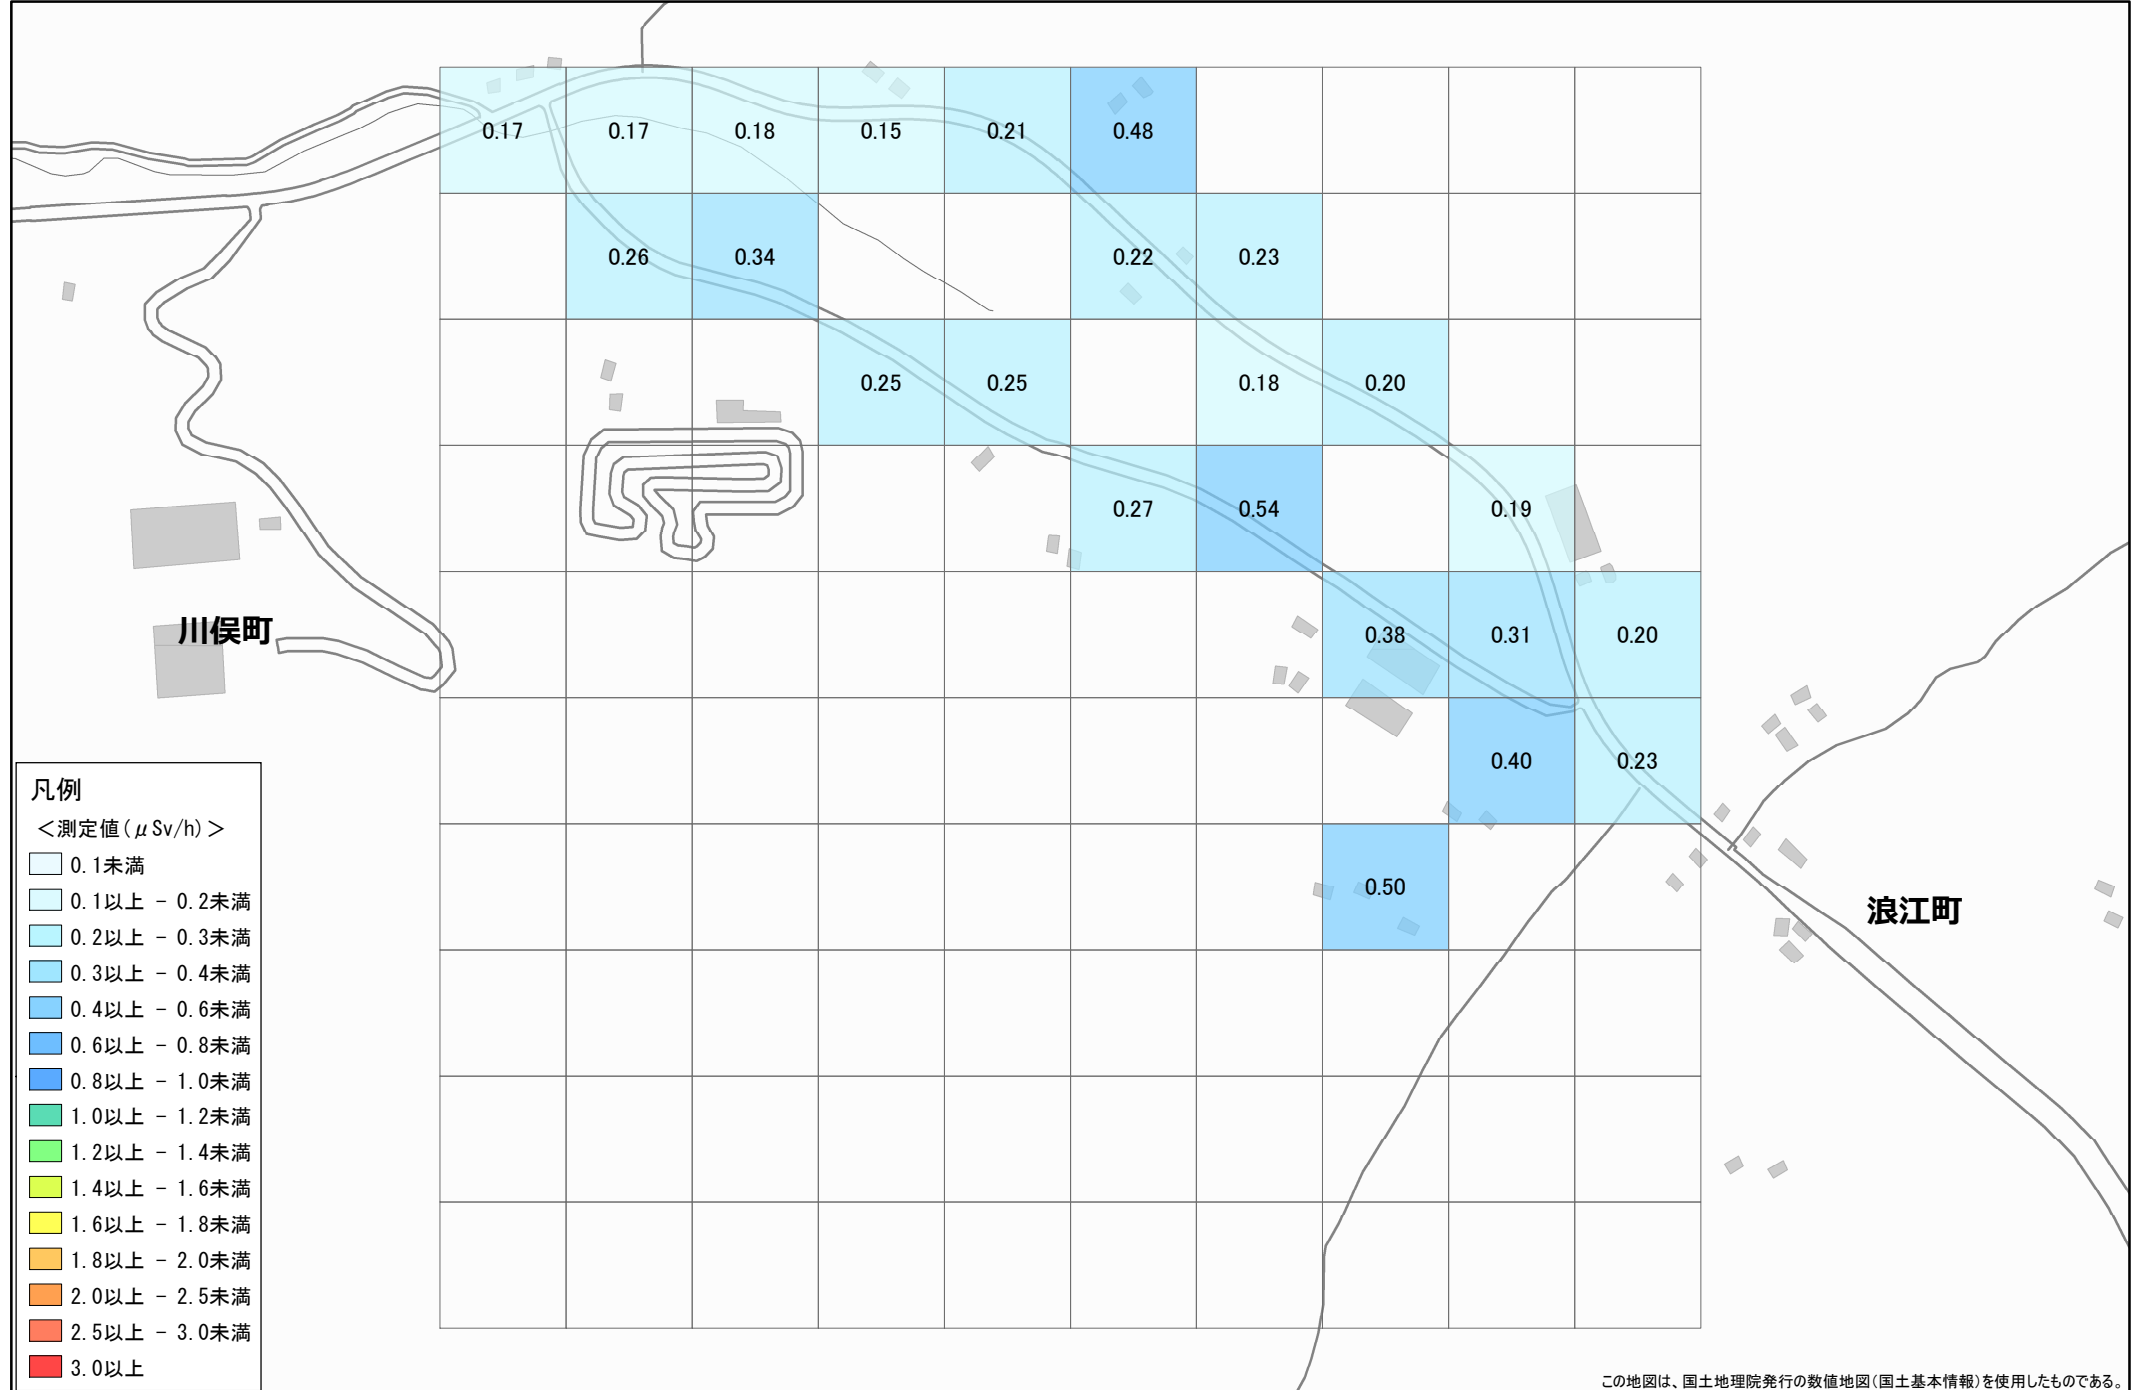 0.17 0.17 0.18 0.15 0.21 0.48
0.26 0.34 0.22 0.23
0.25 0.25 0.18 0.20
0.27 0.54 0.19
0.38 0.31 0.20
川俣町
0.40 0.23
0.50
浪江町
凡例
＜測定値(μSv/h)＞
0.1未満
0.1以上 - 0.2未満
0.2以上 - 0.3未満
0.3以上 - 0.4未満
0.4以上 - 0.6未満
0.6以上 - 0.8未満
0.8以上 - 1.0未満
1.0以上 - 1.2未満
1.2以上 - 1.4未満
1.4以上 - 1.6未満
1.6以上 - 1.8未満
1.8以上 - 2.0未満
2.0以上 - 2.5未満
2.5以上 - 3.0未満
3.0以上
この地図は、国土地理院発行の数値地図(国土基本情報)を使用したものである。